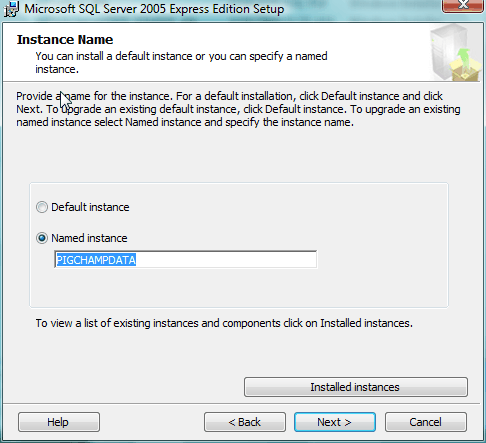 Microsoft SQL Server 2005 Express Edition Setup
Instance Name
You can install a default instance or you can specify a named
instance.
Provide a name for the instance. For a default installation, click Default instance and click
Next. To upgrade an existing default instance, click Default instance. To upgrade an existing
named instance select Named instance and specify the instance name.
Default instance
Named instance
PIGCHAMPDATA
To view a list of existing instances and components click on Installed instances.
Installed instances
Help
< Back
Next >
Cancel